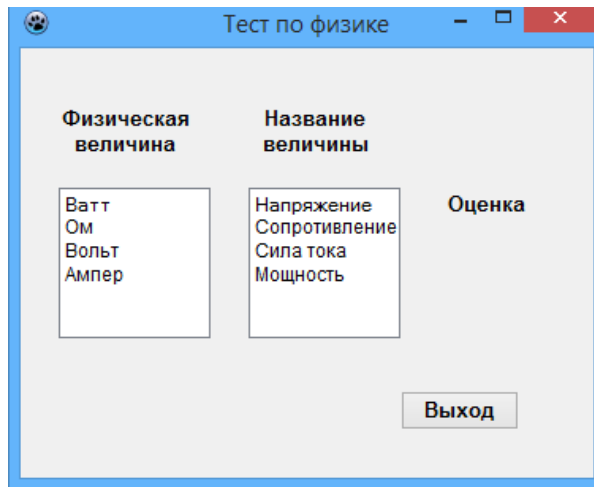 Тест по физике
Физическая
величина
Название
величины
Ватт
Ом
Вольт
Ампер
Напряжение
Сопротивление
Сила тока
Мощность
Оценка
Выход